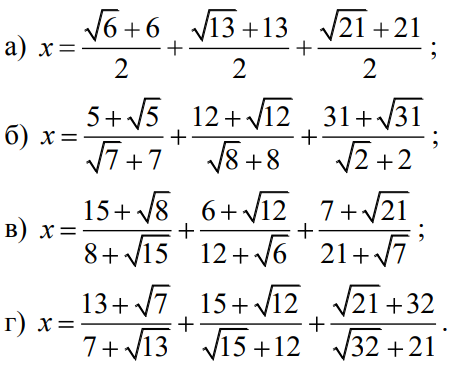 а) x = (√6 + 6)/2 + (√13 + 13)/2 + (√21 + 21)/2 ;
б) x = (5 + √5)/(√7 + 7) + (12 + √12)/(√8 + 8) + (31 + √31)/(√2 + 2) ;
в) x = (15 + √8)/(8 + √15) + (6 + √12)/(12 + √6) + (7 + √21)/(21 + √7) ;
г) x = (13 + √7)/(7 + √13) + (15 + √12)/(√15 + 12) + (√21 + 32)/(√32 + 21) .